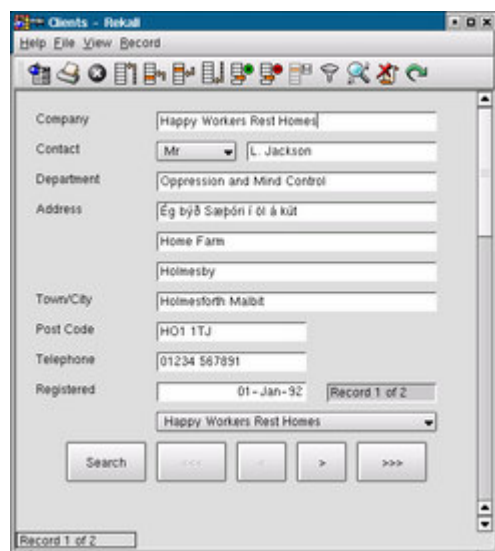 Clients - Rekall
Help File View Record
Company Happy Workers Rest Homes
Contact Mr L. Jackson
Department Oppression and Mind Control
Address Ég býð Sæþóri í öl á kút
Home Farm
Holmesby
Town/City Holmesforth Malbit
Post Code HO1 1TJ
Telephone 01234 567891
Registered 01-Jan-92 Record 1 of 2
Happy Workers Rest Homes
Search <<< < > >>>
Record 1 of 2